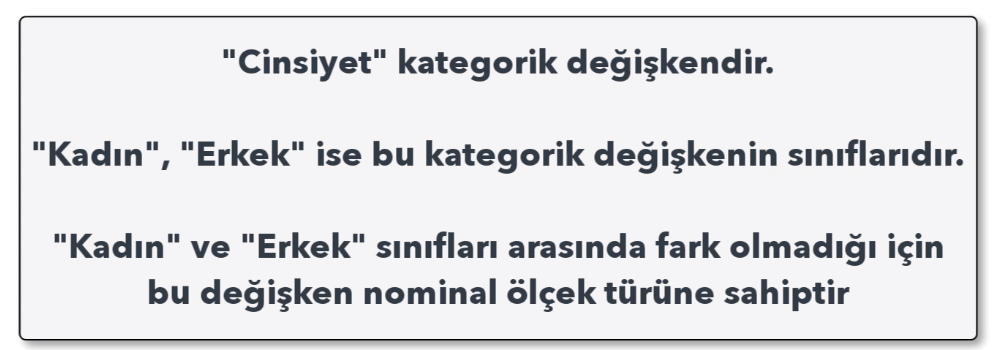 "Cinsiyet" kategorik değişkendir.
"Kadın", "Erkek" ise bu kategorik değişkenin sınıflarıdır.
"Kadın" ve "Erkek" sınıfları arasında fark olmadığı için
bu değişken nominal ölçek türüne sahiptir